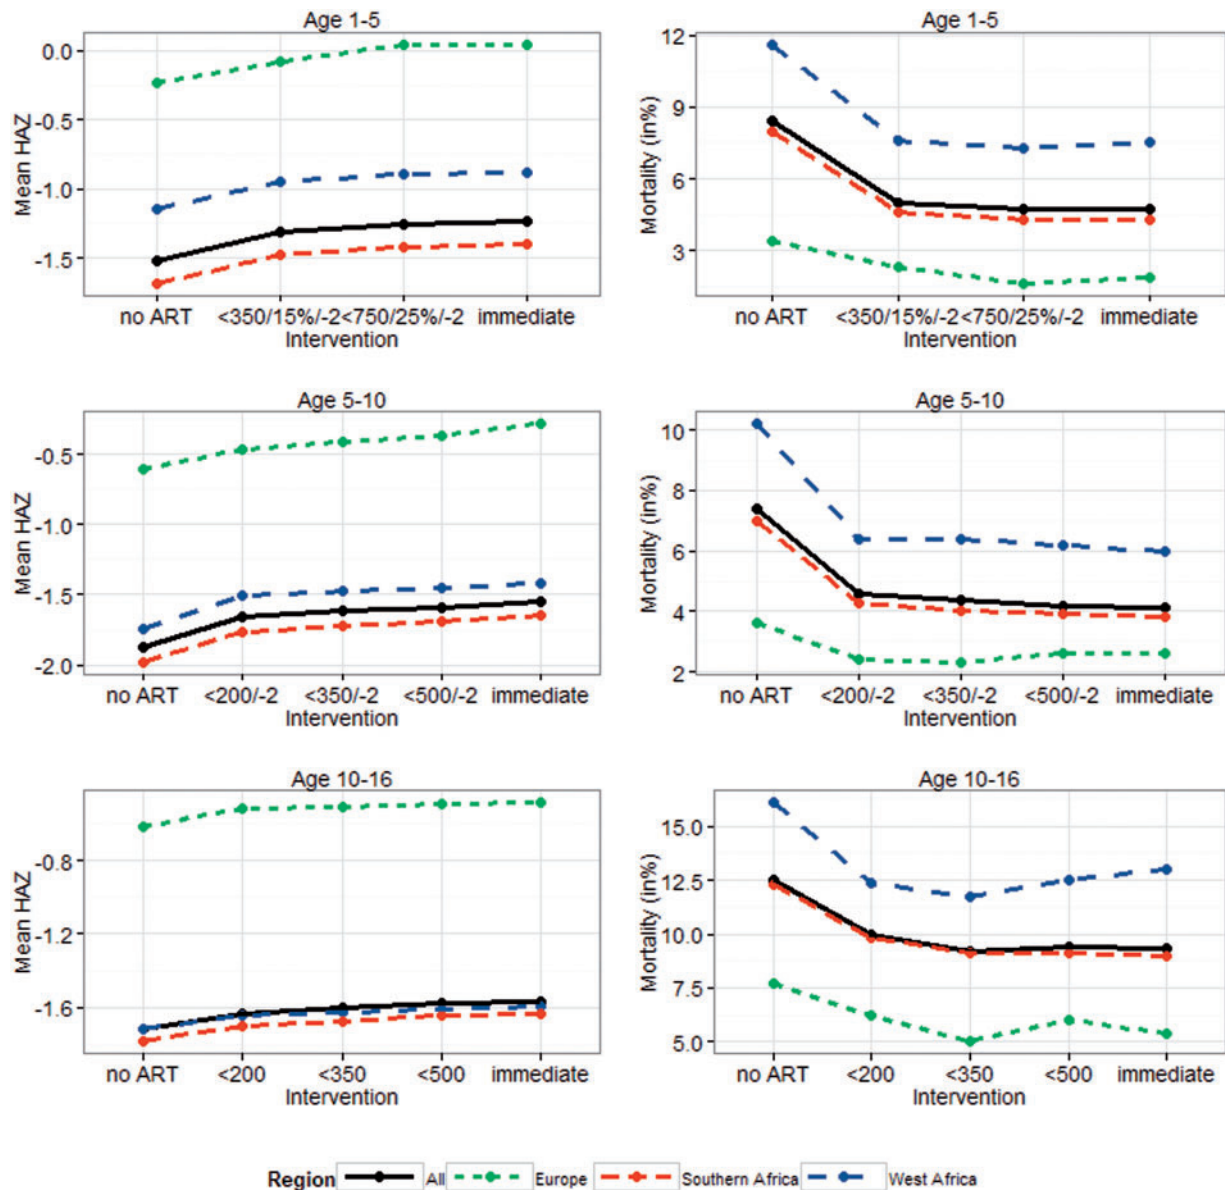 Age 1-5
Mean HAZ
0.0
-0.5
-1.0
-1.5
no ART <350/15%/-2 <750/25%/-2 immediate
Intervention
Age 1-5
Mortality (in%)
12
9
6
3
no ART <350/15%/-2 <750/25%/-2 immediate
Intervention
Age 5-10
Mean HAZ
-0.5
-1.0
-1.5
-2.0
no ART <200/-2 <350/-2 <500/-2 immediate
Intervention
Age 5-10
Mortality (in%)
10
8
6
4
2
no ART <200/-2 <350/-2 <500/-2 immediate
Intervention
Age 10-16
Mean HAZ
-0.8
-1.2
-1.6
no ART <200 <350 <500 immediate
Intervention
Age 10-16
Mortality (in%)
15.0
12.5
10.0
7.5
5.0
no ART <200 <350 <500 immediate
Intervention
Region All Europe Southern Africa West Africa